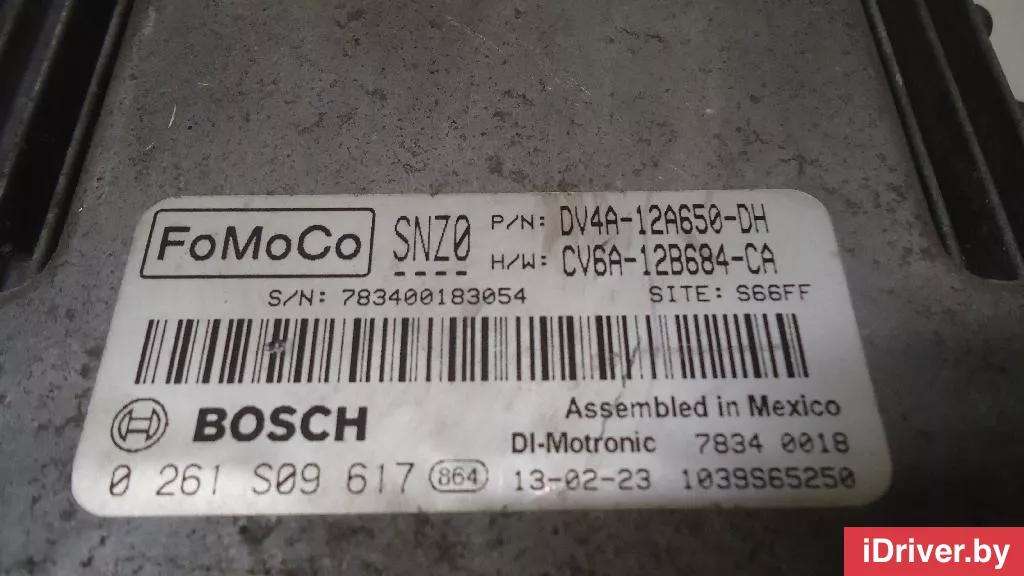 FoMoCo SNZ0 P/N: DV4A-12A650-DH
H/W: CV6A-12B684-CA
S/N: 783400183054 SITE: S66FF
BOSCH Assembled in Mexico
DI-Motronic 7834 0018
0 261 S09 617 864 13-02-23 1039S65250
iDriver.by